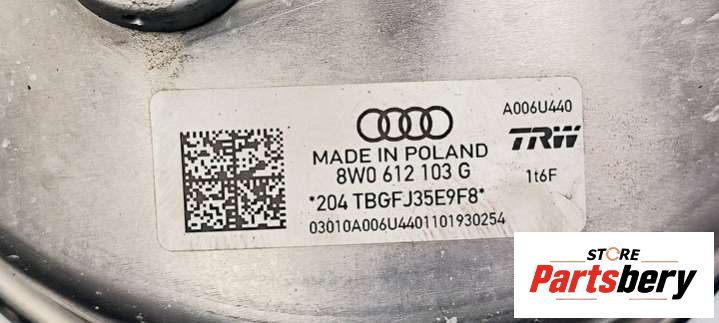 A006U440
TRW
MADE IN POLAND
8W0 612 103 G
1t6F
*204 TBGFJ35E9F8*
03010A006U4401101930254
STORE
Partsbery